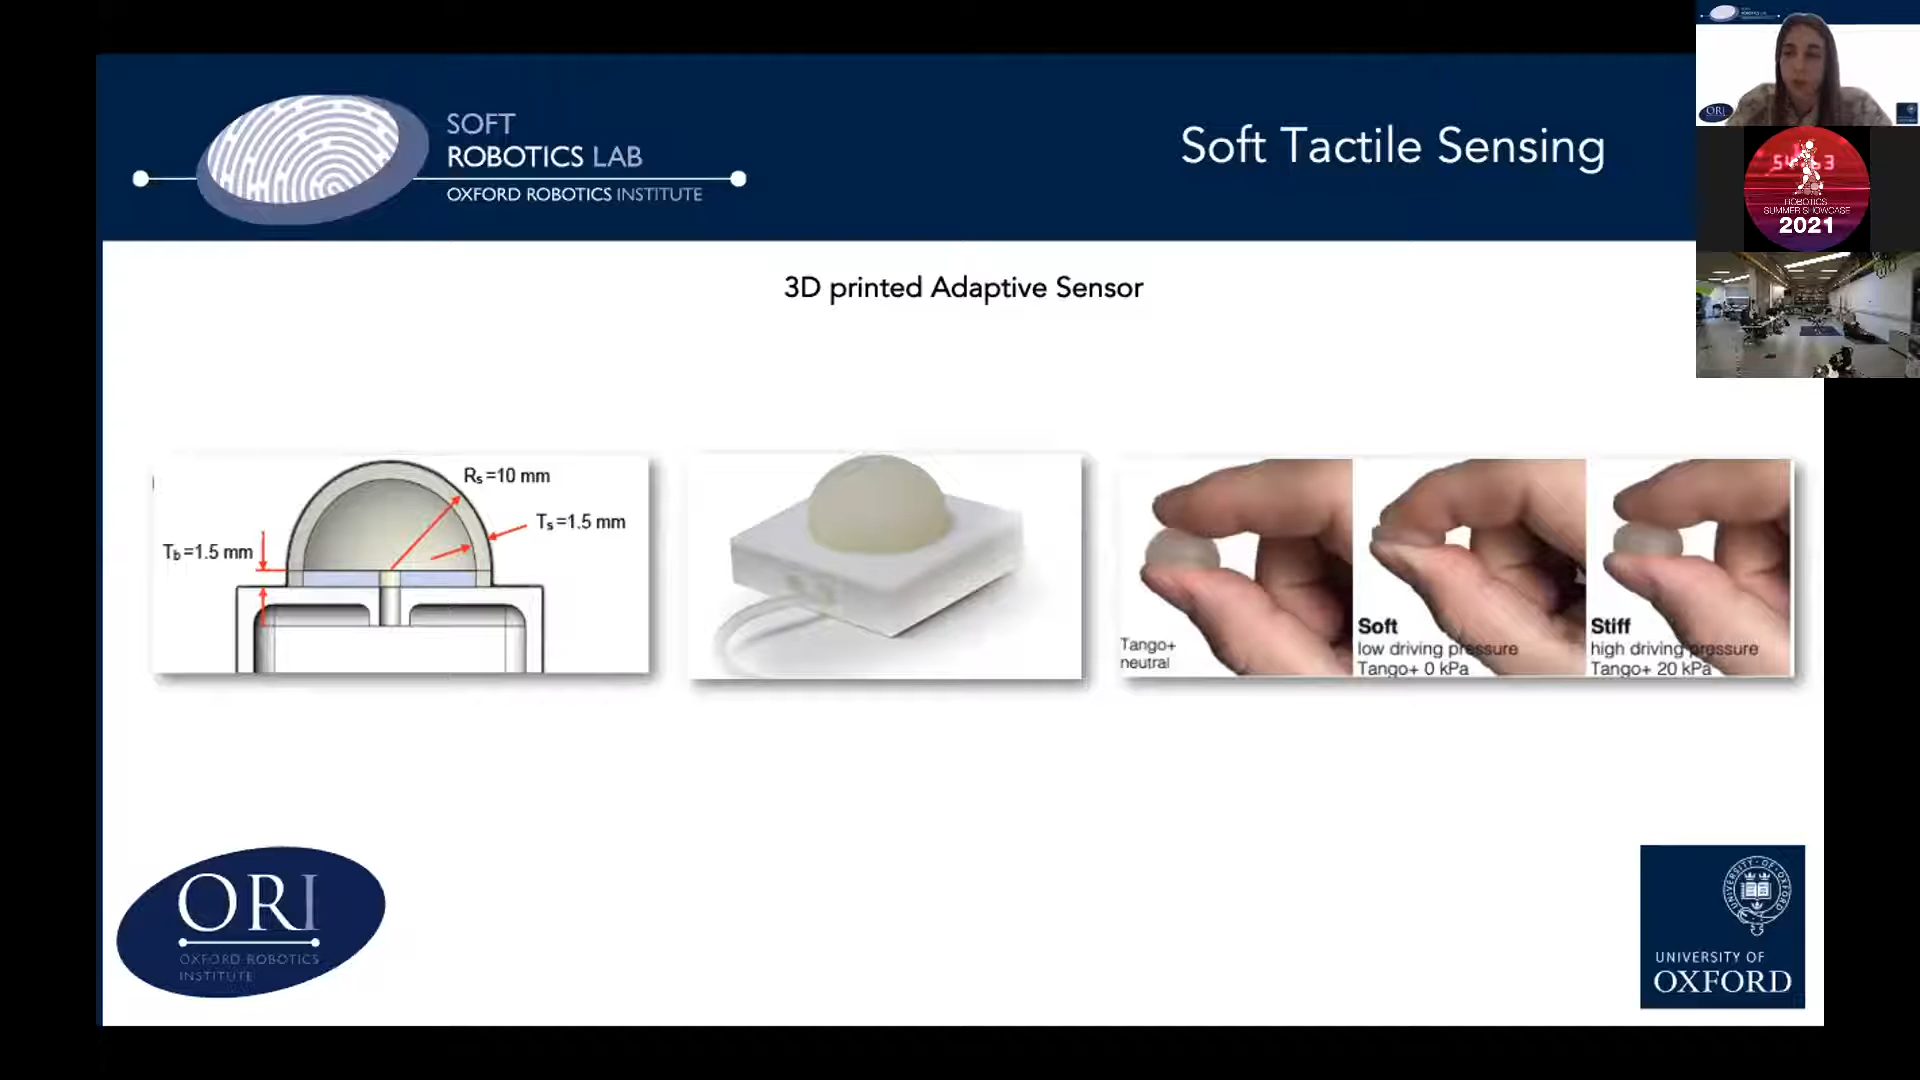 SOFT
ROBOTICS LAB
OXFORD ROBOTICS INSTITUTE
Soft Tactile Sensing
3D printed Adaptive Sensor
Rs=10 mm
Ts=1.5 mm
Tb=1.5 mm
Tango+
neutral
Soft
low driving pressure
Tango+ 0 kPa
Stiff
high driving pressure
Tango+ 20 kPa
ORI
OXFORD ROBOTICS
INSTITUTE
UNIVERSITY OF
OXFORD
ORI
ROBOTICS
SUMMER SHOWCASE
2021